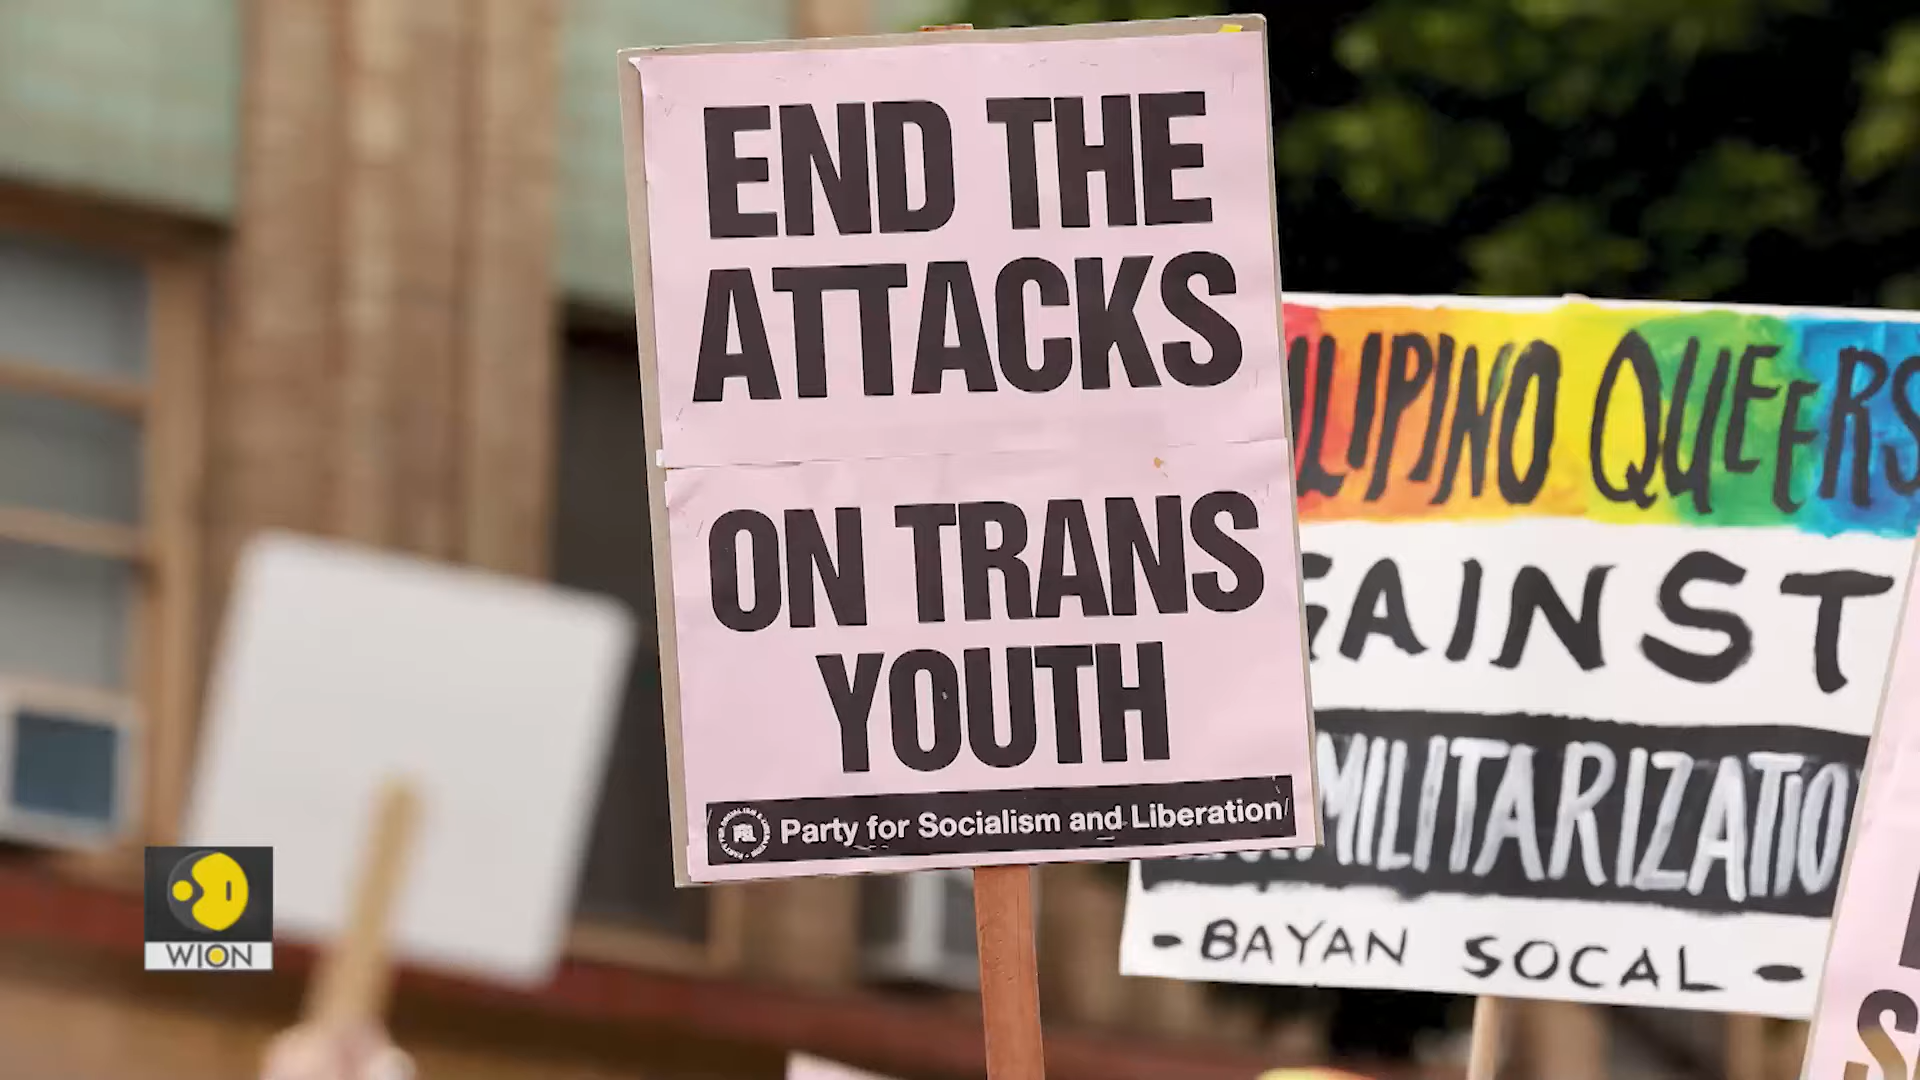 END THE
ATTACKS
ON TRANS
YOUTH
Party for Socialism and Liberation
QUEERS
MILITARIZATIO
- BAYAN SOCAL -
WION